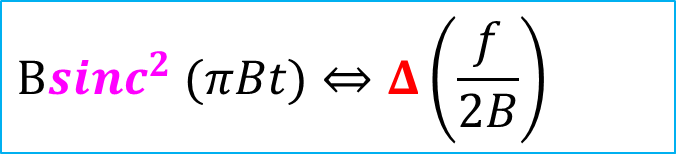 B𝒔𝒊𝒏𝒄² (𝜋𝐵𝑡) ⇔ 𝚫 (𝑓/2𝐵)